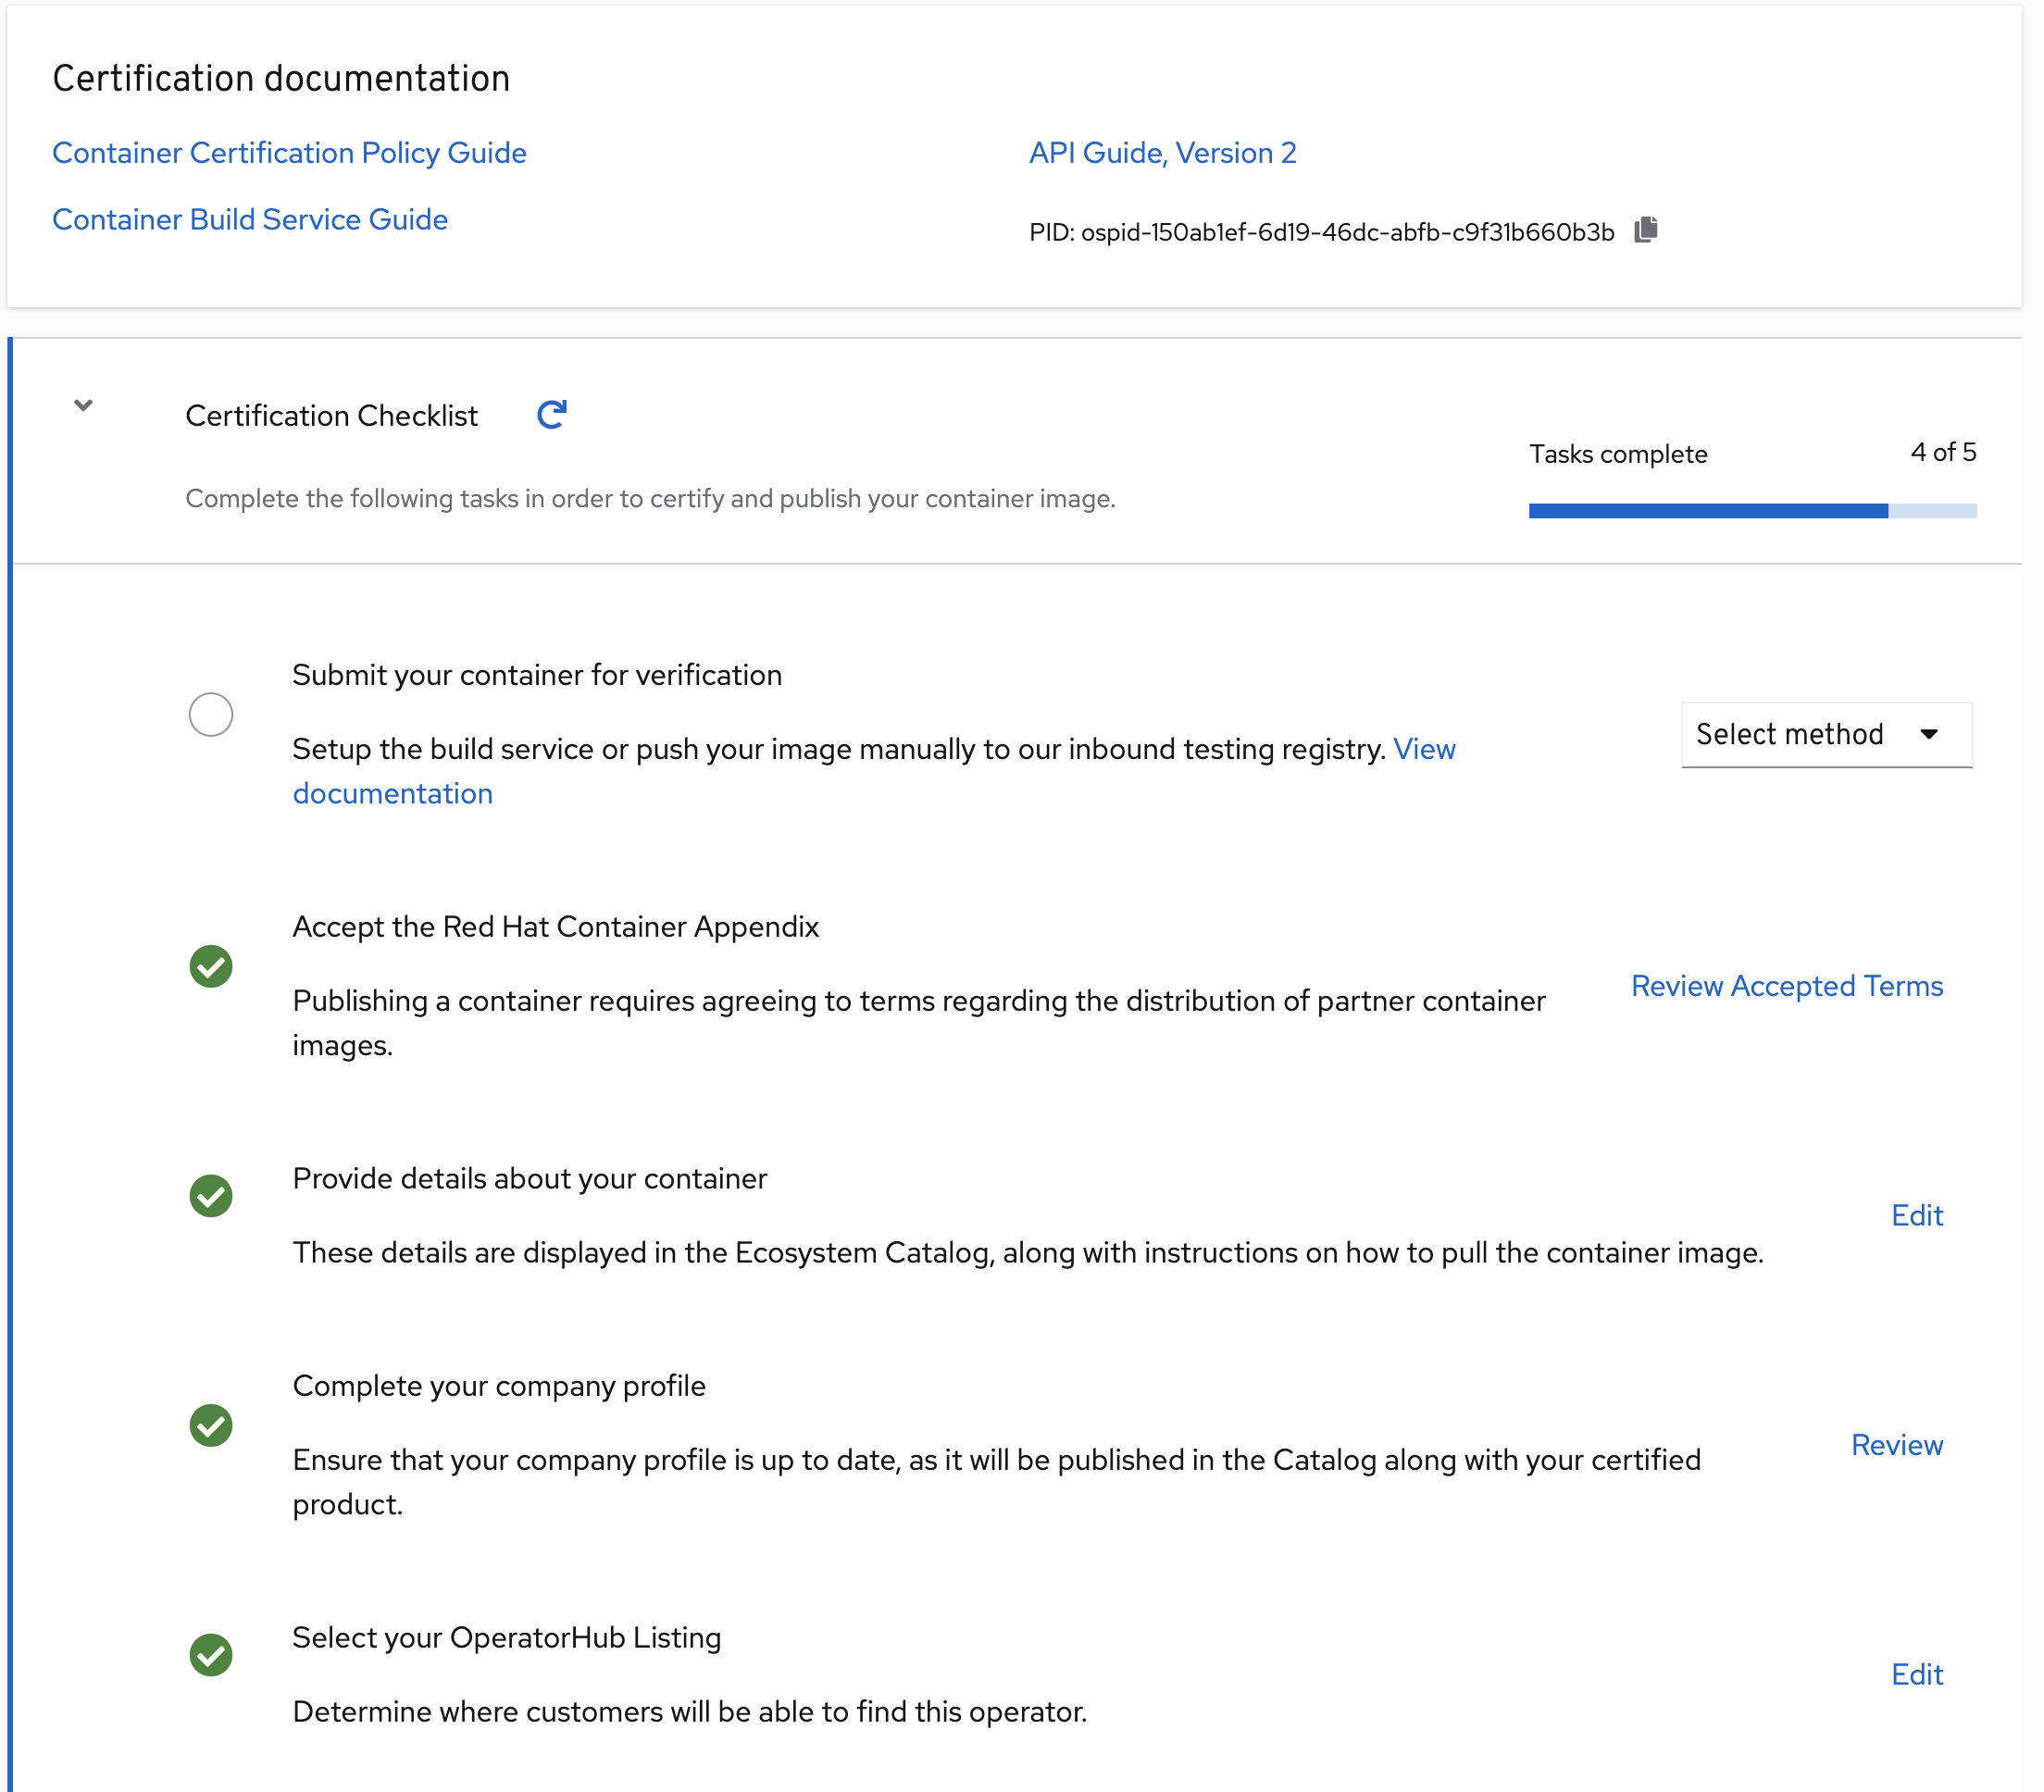 Certification documentation
Container Certification Policy Guide
API Guide, Version 2
Container Build Service Guide
PID: ospid-150ab1ef-6d19-46dc-abfb-c9f31b660b3b
Certification Checklist
Tasks complete
4 of 5
Complete the following tasks in order to certify and publish your container image.
Submit your container for verification
Setup the build service or push your image manually to our inbound testing registry. View
documentation
Select method
Accept the Red Hat Container Appendix
Publishing a container requires agreeing to terms regarding the distribution of partner container
images.
Review Accepted Terms
Provide details about your container
These details are displayed in the Ecosystem Catalog, along with instructions on how to pull the container image.
Edit
Complete your company profile
Ensure that your company profile is up to date, as it will be published in the Catalog along with your certified
product.
Review
Select your OperatorHub Listing
Determine where customers will be able to find this operator.
Edit